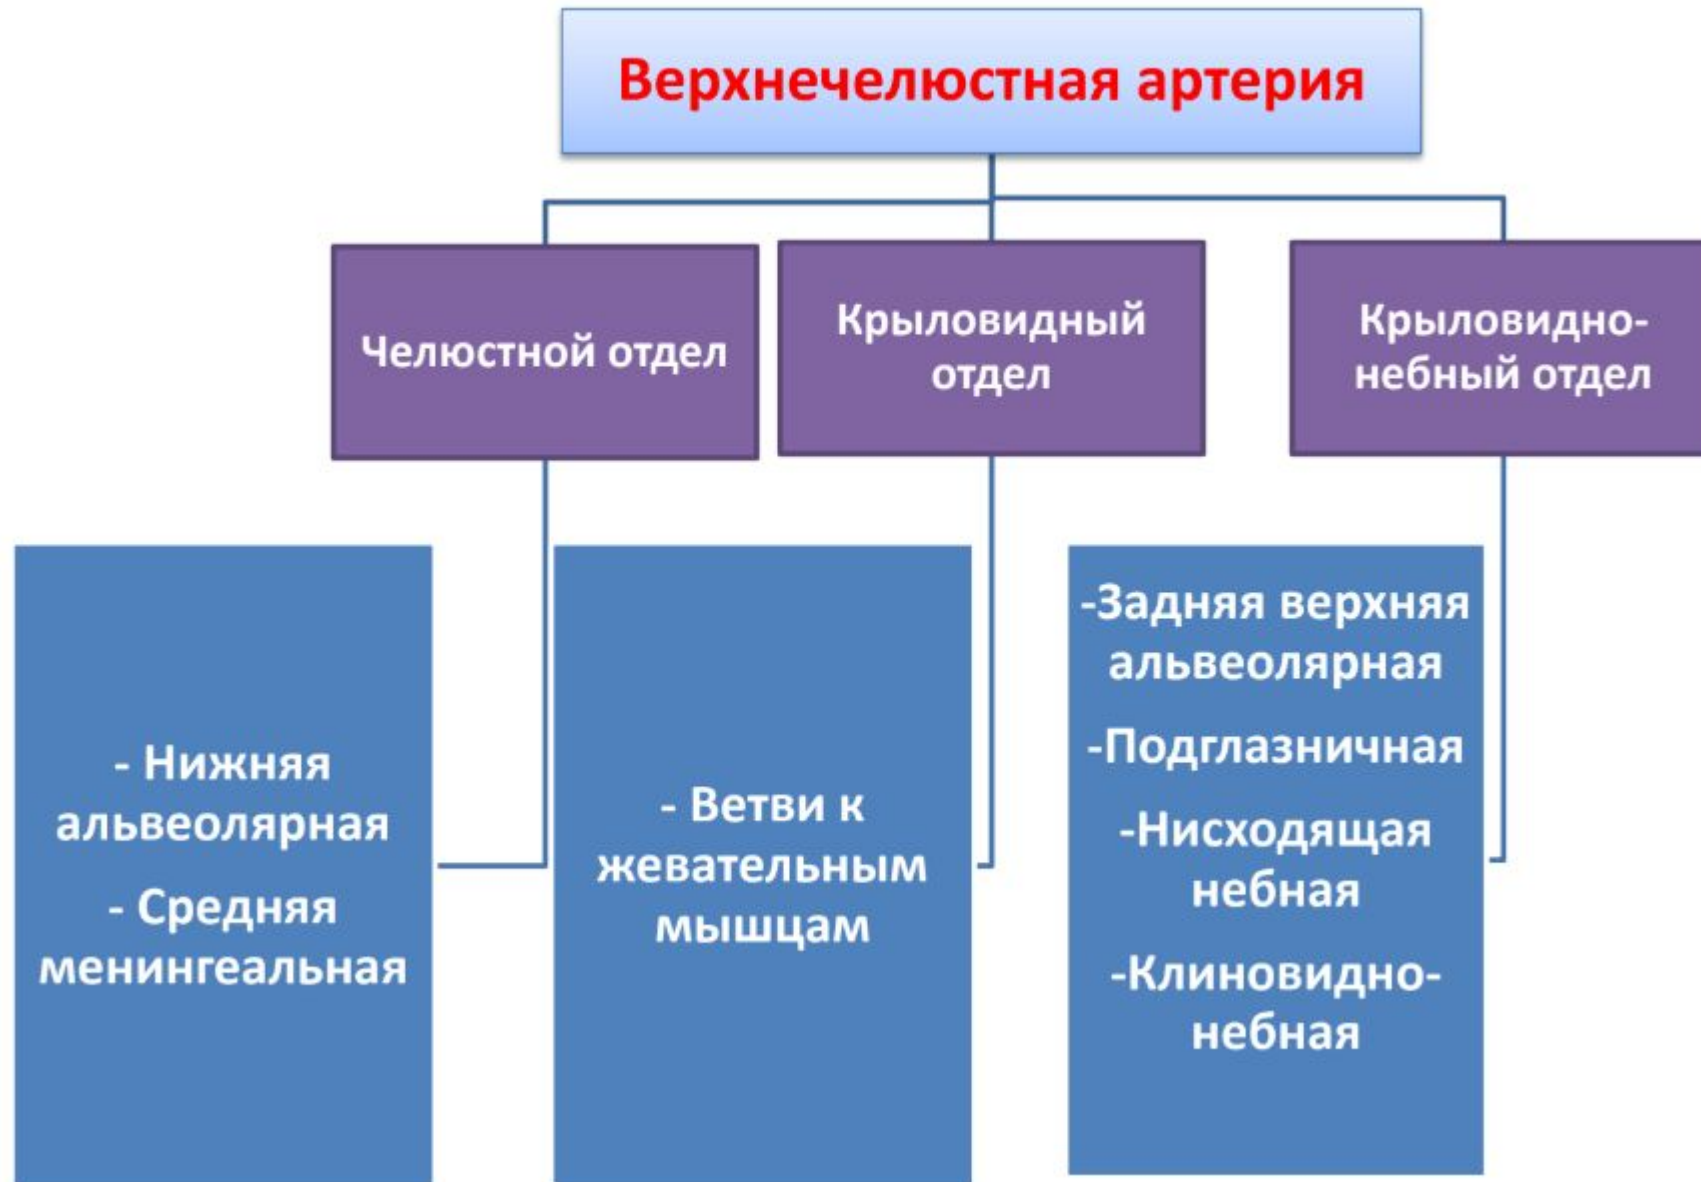 Верхнечелюстная артерия
Челюстной отдел
Крыловидный
отдел
Крыловидно-
небный отдел
- Нижняя
альвеолярная
- Средняя
менингеальная
- Ветви к
жевательным
мышцам
-Задняя верхняя
альвеолярная
-Подглазничная
-Нисходящая
небная
-Клиновидно-
небная